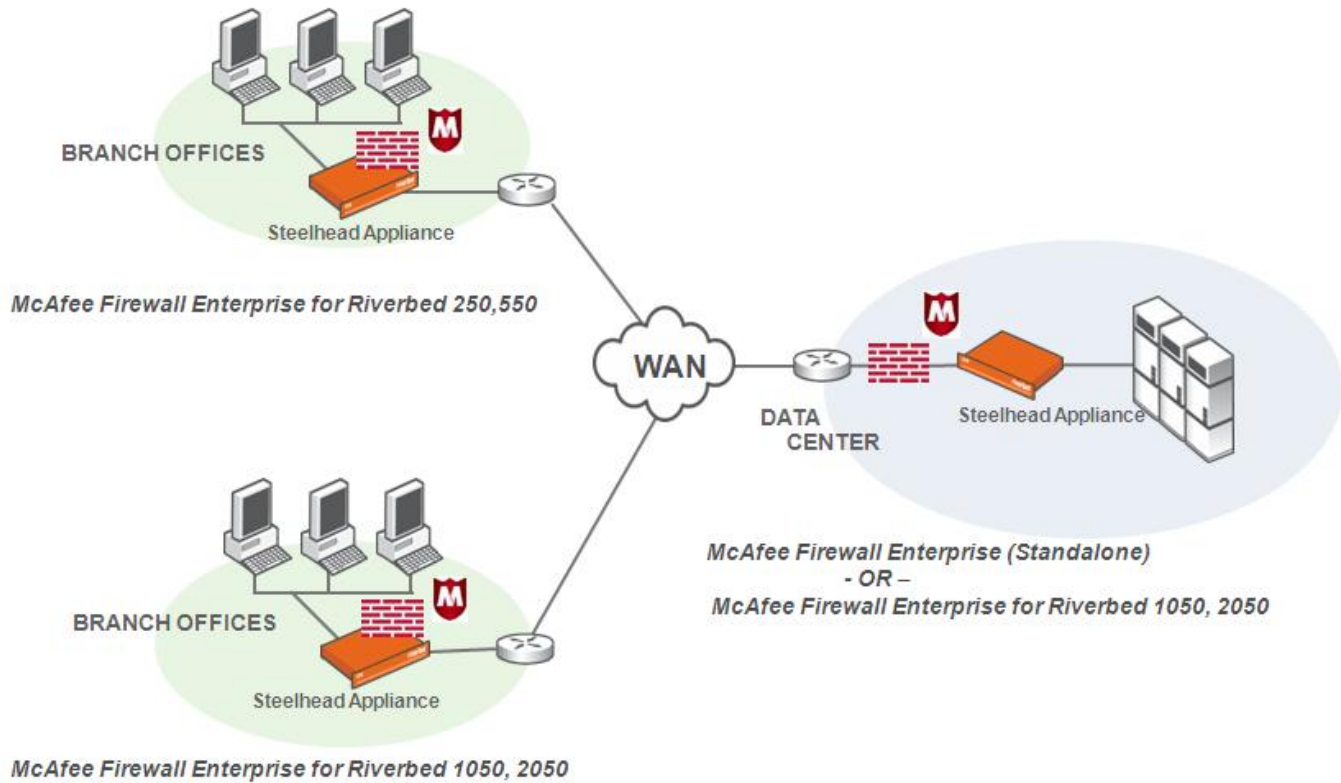 BRANCH OFFICES
M
Steelhead Appliance
McAfee Firewall Enterprise for Riverbed 250,550
WAN
M
DATA
CENTER
Steelhead Appliance
McAfee Firewall Enterprise (Standalone)
- OR –
McAfee Firewall Enterprise for Riverbed 1050, 2050
BRANCH OFFICES
M
Steelhead Appliance
McAfee Firewall Enterprise for Riverbed 1050, 2050